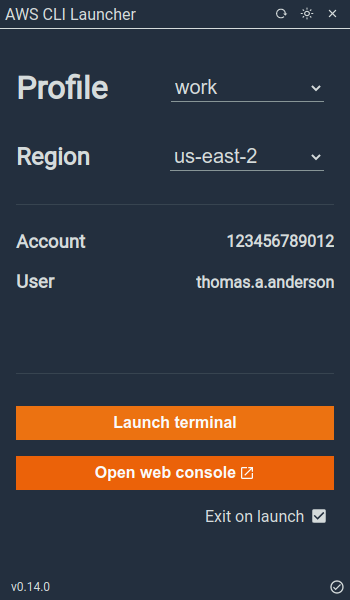 AWS CLI Launcher
Profile work
Region us-east-2
Account 123456789012
User thomas.a.anderson
Launch terminal
Open web console
Exit on launch
v0.14.0